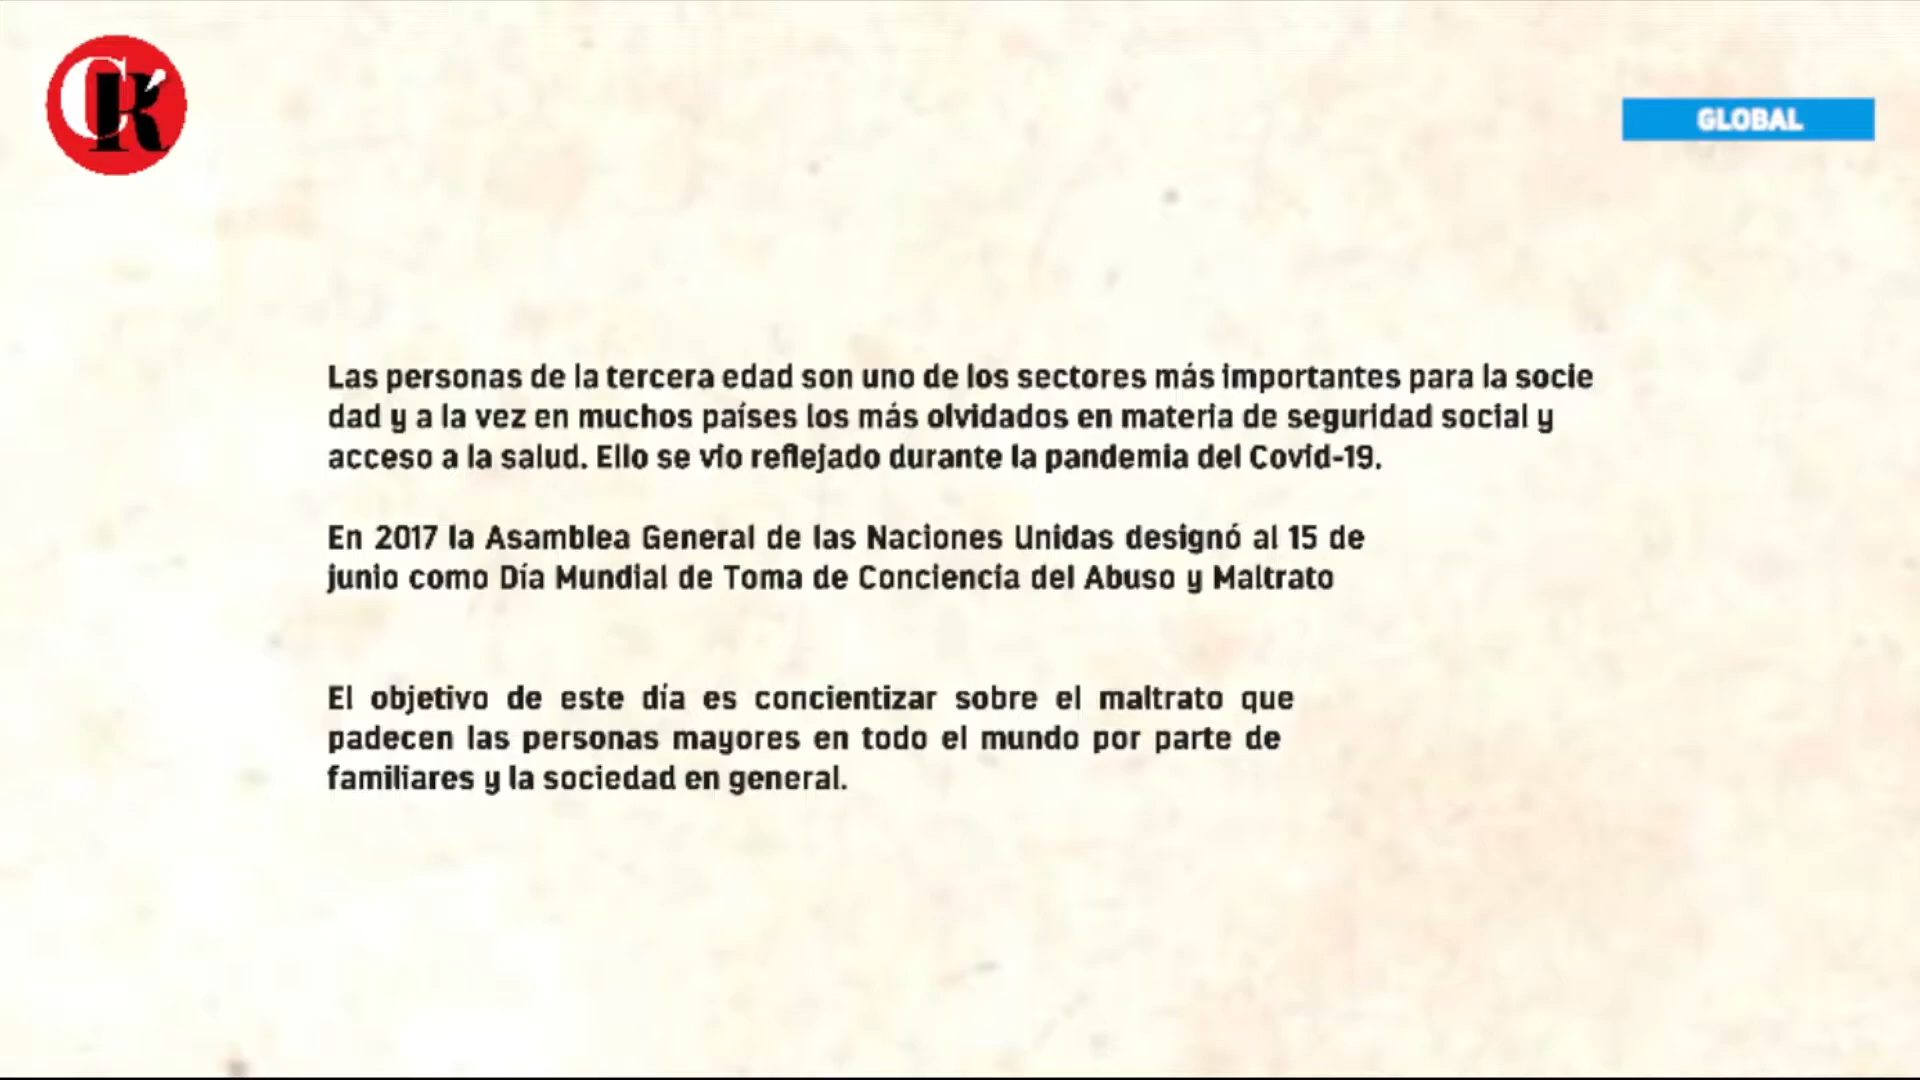 CR
GLOBAL
Las personas de la tercera edad son uno de los sectores más importantes para la socie
dad y a la vez en muchos países los más olvidados en materia de seguridad social y
acceso a la salud. Ello se vio reflejado durante la pandemia del Covid-19.
En 2017 la Asamblea General de las Naciones Unidas designó al 15 de
junio como Día Mundial de Toma de Conciencia del Abuso y Maltrato
El objetivo de este día es concientizar sobre el maltrato que
padecen las personas mayores en todo el mundo por parte de
familiares y la sociedad en general.